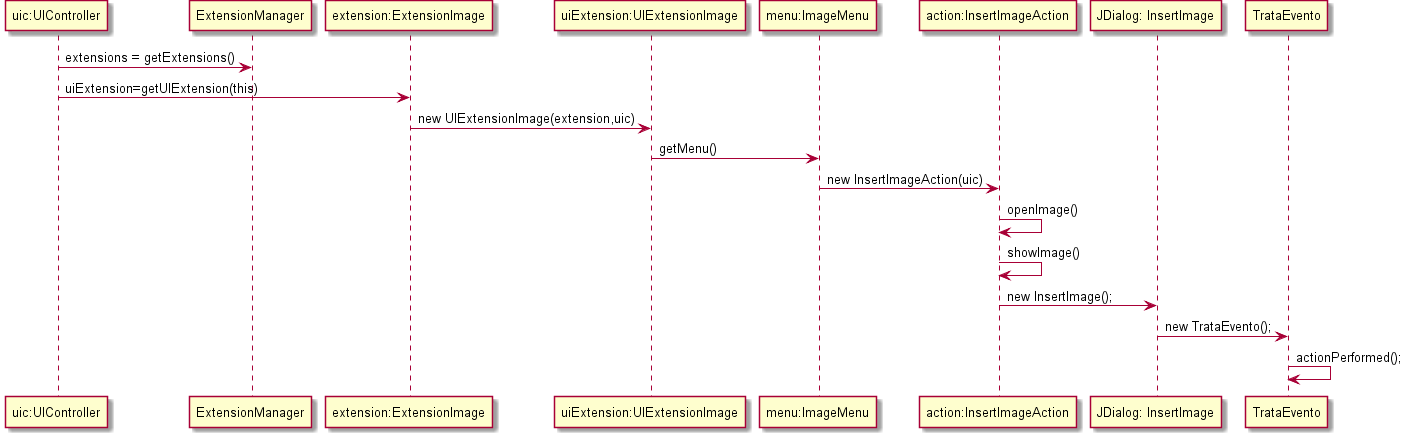 uic:UIController
ExtensionManager
extension:ExtensionImage
uiExtension:UIExtensionImage
menu:ImageMenu
action:InsertImageAction
JDialog: InsertImage
TrataEvento
extensions = getExtensions()
uiExtension=getUIExtension(this)
new UIExtensionImage(extension,uic)
getMenu()
new InsertImageAction(uic)
openImage()
showImage()
new InsertImage();
new TrataEvento();
actionPerformed();
uic:UIController
ExtensionManager
extension:ExtensionImage
uiExtension:UIExtensionImage
menu:ImageMenu
action:InsertImageAction
JDialog: InsertImage
TrataEvento